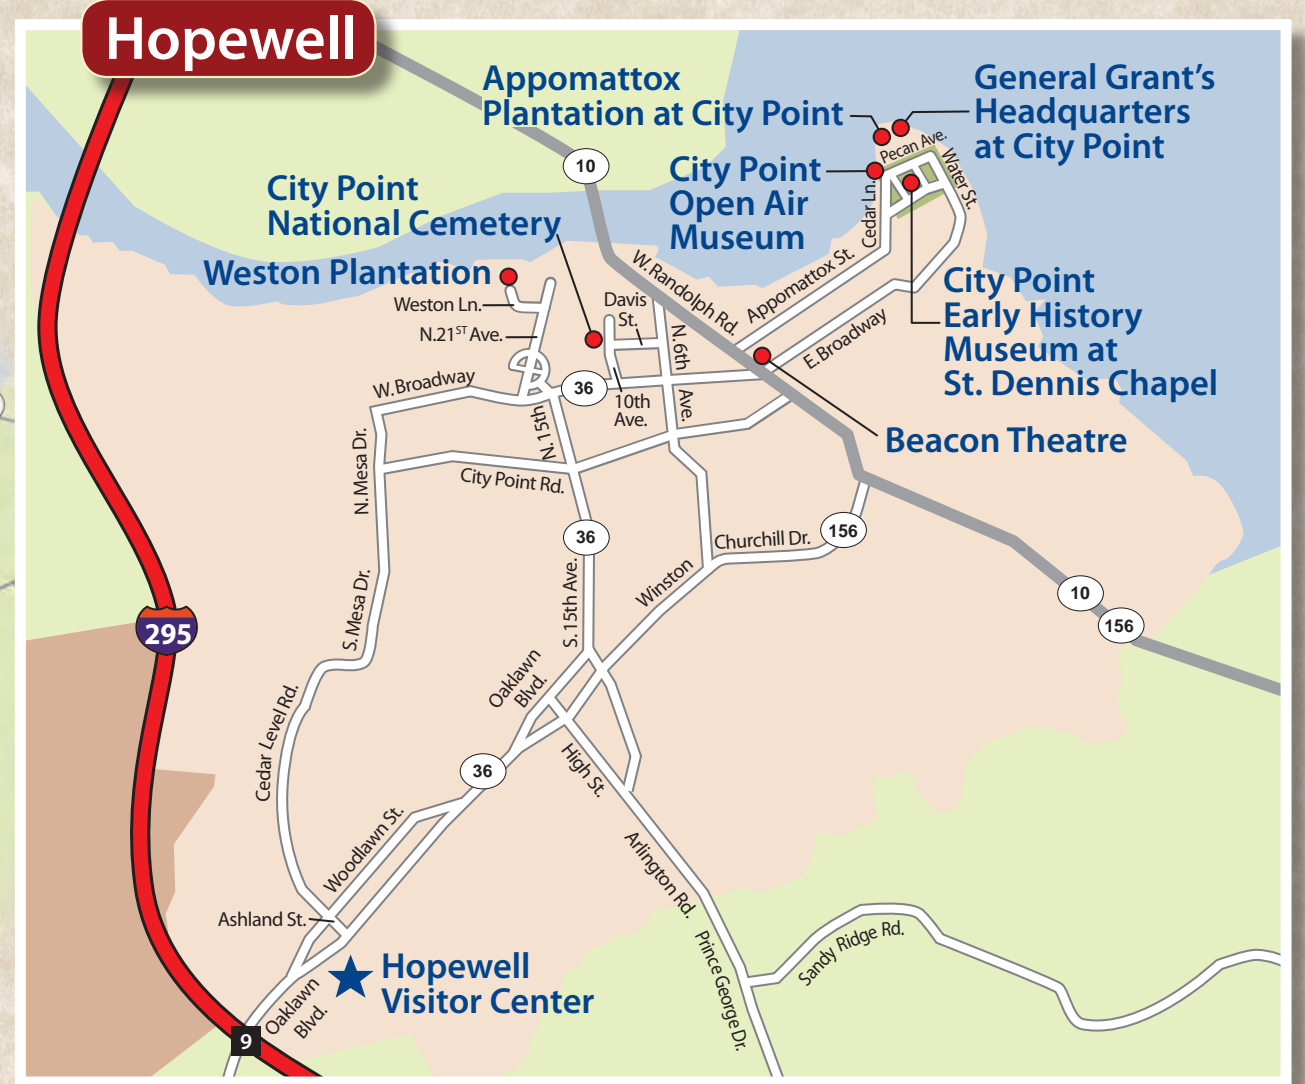 Hopewell
Appomattox
Plantation at City Point
General Grant's
Headquarters
at City Point
Pecan Ave.
Water St.
10
City Point
Open Air
Museum
Cedar Ln.
City Point
National Cemetery
Weston Plantation
Weston Ln.
N.21ST Ave.
Davis
St.
W. Randolph Rd.
Appomattox St.
City Point
Early History
Museum at
St. Dennis Chapel
E. Broadway
N. 6th
Ave.
W. Broadway
36
10th
Ave.
N. 15th
Beacon Theatre
N. Mesa Dr.
City Point Rd.
36
Churchill Dr.
156
Winston
S. 15th Ave.
S. Mesa Dr.
10
156
295
Oaklawn
Blvd.
Cedar Level Rd.
36
High St.
Woodlawn St.
Arlington Rd.
Ashland St.
Sandy Ridge Rd.
Prince George Dr.
Hopewell
Visitor Center
Oaklawn
Blvd.
9